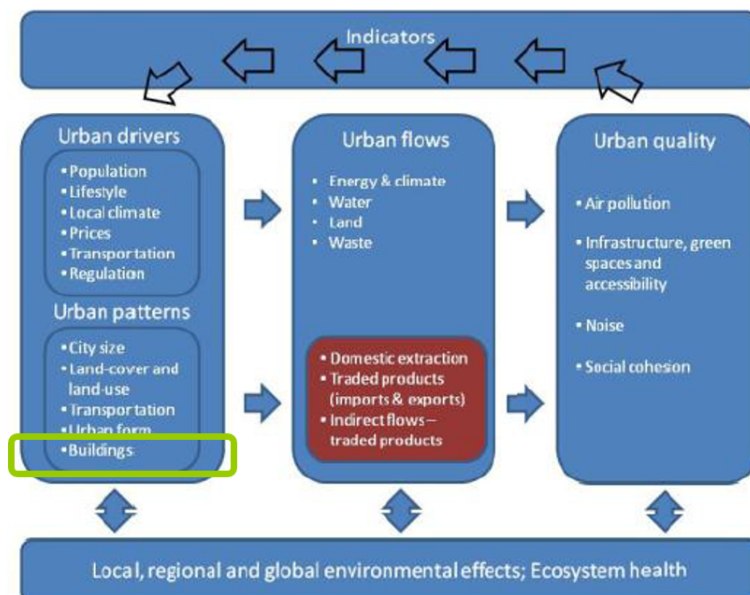 Indicators
Urban drivers
▪ Population
▪ Lifestyle
▪ Local climate
▪ Prices
▪ Transportation
▪ Regulation
Urban patterns
▪ City size
▪ Land-cover and
land-use
▪ Transportation
▪ Urban form
▪ Buildings
Urban flows
▪ Energy & climate
▪ Water
▪ Land
▪ Waste
▪ Domestic extraction
▪ Traded products
(imports & exports)
▪ Indirect flows –
traded products
Urban quality
▪ Air pollution
▪ Infrastructure, green
spaces and
accessibility
▪ Noise
▪ Social cohesion
Local, regional and global environmental effects; Ecosystem health